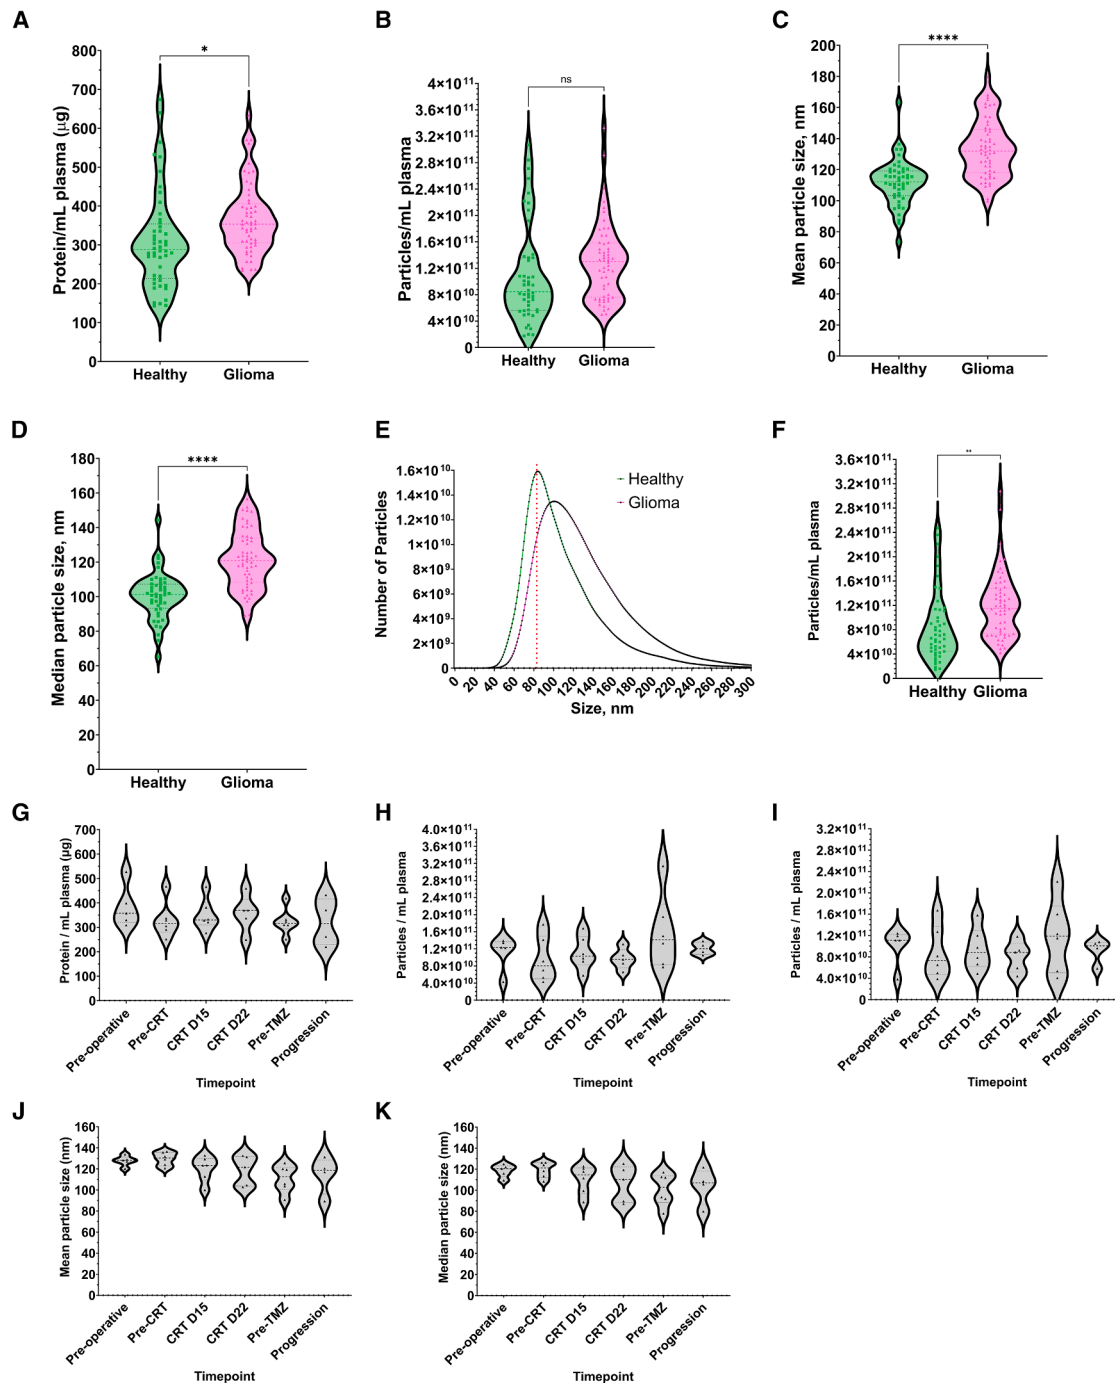 A
Protein/mL plasma (µg)
800
700
600
500
400
300
200
100
0
*
Healthy
Glioma
B
Particles/mL plasma
4×10¹¹
3.6×10¹¹
3.2×10¹¹
2.8×10¹¹
2.4×10¹¹
2×10¹¹
1.6×10¹¹
1.2×10¹¹
8×10¹⁰
4×10¹⁰
0
ns
Healthy
Glioma
C
Mean particle size, nm
200
180
160
140
120
100
80
60
40
20
0
****
Healthy
Glioma
D
Median particle size, nm
180
160
140
120
100
80
60
40
20
0
****
Healthy
Glioma
E
Number of Particles
1.6×10¹⁰
1.4×10¹⁰
1.2×10¹⁰
1×10¹⁰
8×10⁹
6×10⁹
4×10⁹
2×10⁹
0
Healthy
Glioma
0 20 40 60 80 100 120 140 160 180 200 220 240 260 280 300
Size, nm
F
Particles/mL plasma
3.6×10¹¹
3.2×10¹¹
2.8×10¹¹
2.4×10¹¹
2×10¹¹
1.6×10¹¹
1.2×10¹¹
8×10¹⁰
4×10¹⁰
0
**
Healthy
Glioma
G
Protein / mL plasma (µg)
700
600
500
400
300
200
100
0
Pre-operative
Pre-CRT
CRT D15
CRT D22
Pre-TMZ
Progression
Timepoint
H
Particles / mL plasma
4.0×10¹¹
3.6×10¹¹
3.2×10¹¹
2.8×10¹¹
2.4×10¹¹
2.0×10¹¹
1.6×10¹¹
1.2×10¹¹
8.0×10¹⁰
4.0×10¹⁰
0
Pre-operative
Pre-CRT
CRT D15
CRT D22
Pre-TMZ
Progression
Timepoint
I
Particles / mL plasma
3.2×10¹¹
2.8×10¹¹
2.4×10¹¹
2.0×10¹¹
1.6×10¹¹
1.2×10¹¹
8.0×10¹⁰
4.0×10¹⁰
0
Pre-operative
Pre-CRT
CRT D15
CRT D22
Pre-TMZ
Progression
Timepoint
J
Mean particle size (nm)
160
140
120
100
80
60
40
20
0
Pre-operative
Pre-CRT
CRT D15
CRT D22
Pre-TMZ
Progression
Timepoint
K
Median particle size (nm)
160
140
120
100
80
60
40
20
0
Pre-operative
Pre-CRT
CRT D15
CRT D22
Pre-TMZ
Progression
Timepoint